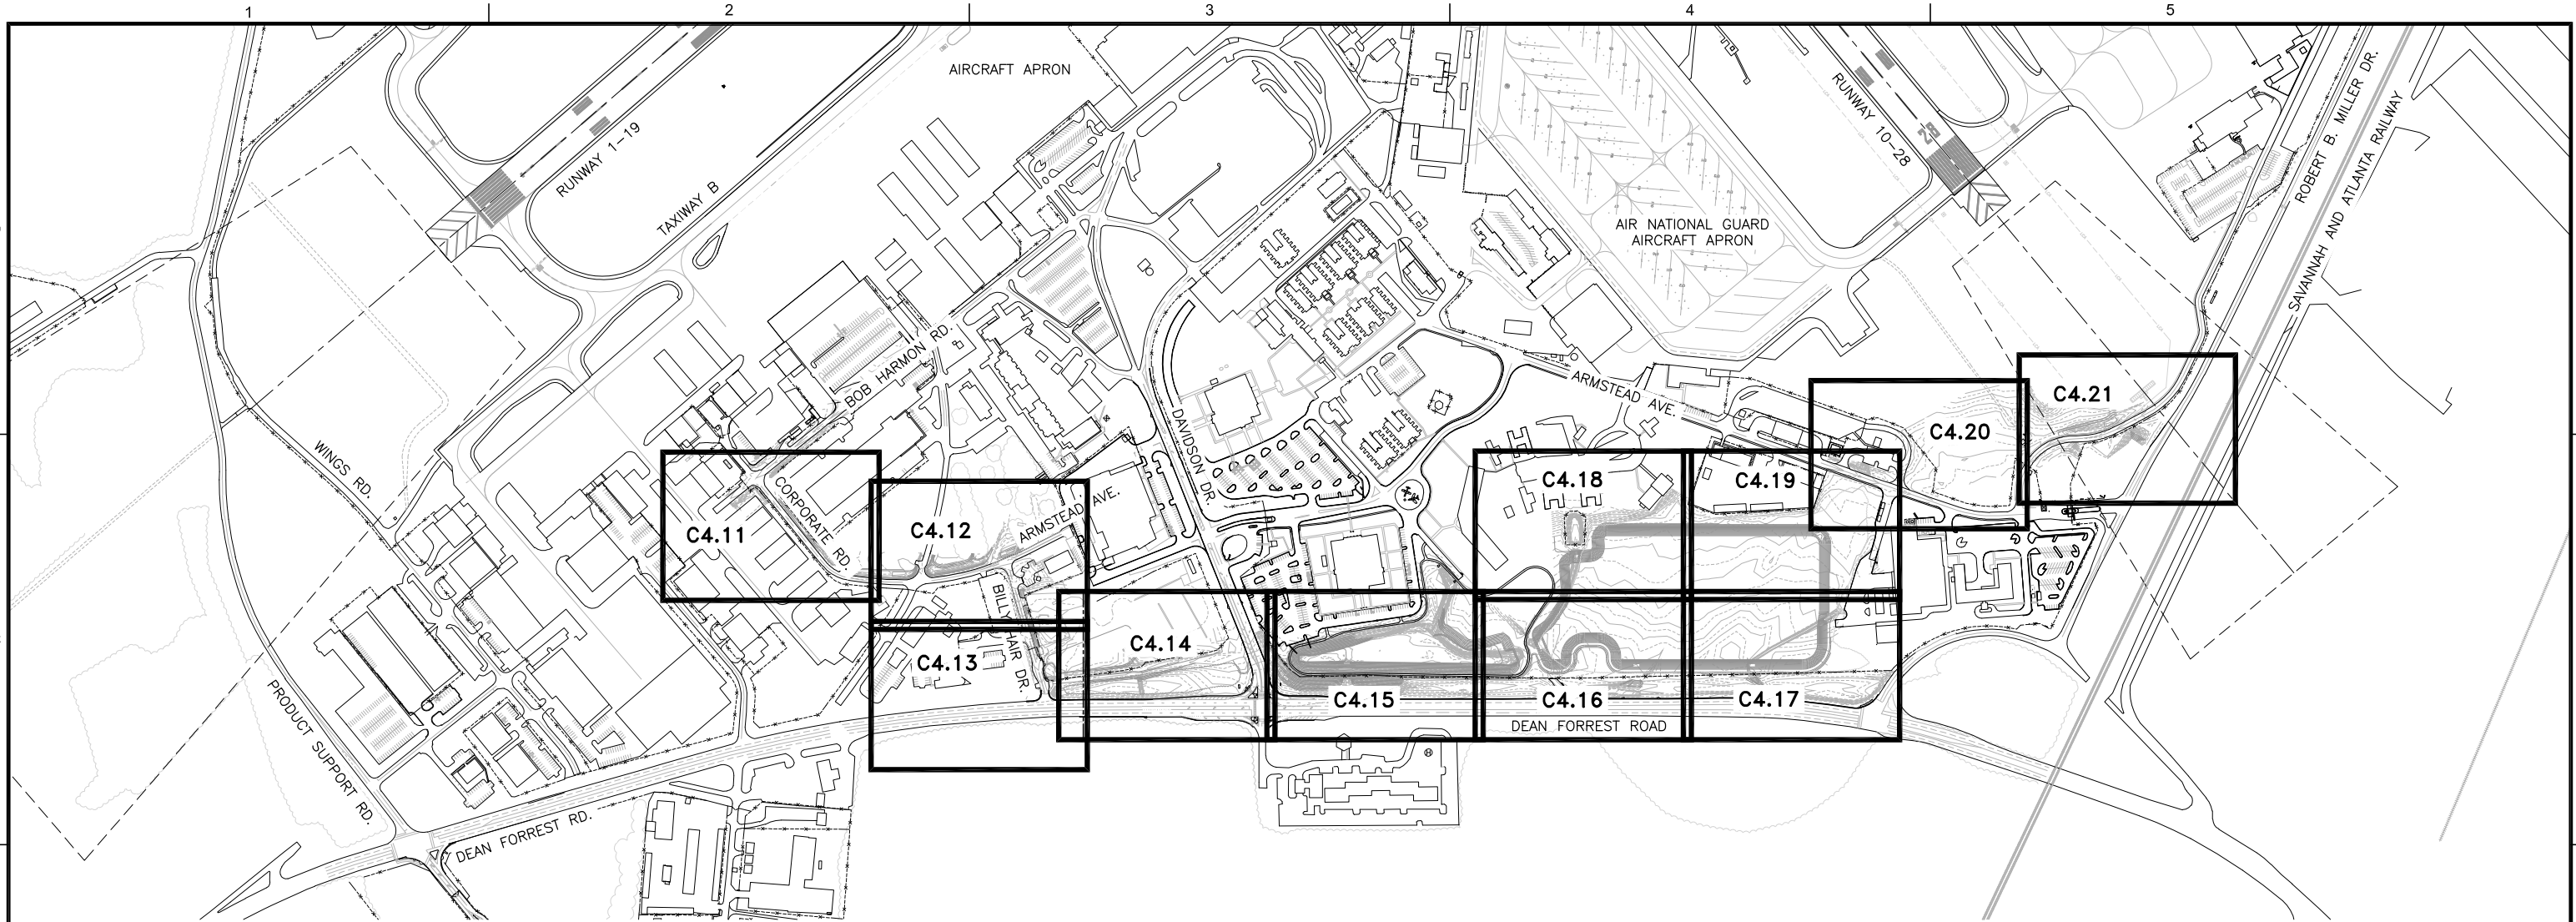 1
2
3
4
5
AIRCRAFT APRON
ROBERT B. MILLER DR.
SAVANNAH AND ATLANTA RAILWAY
RUNWAY 10-28
28
RUNWAY 1-19
TAXIWAY B
AIR NATIONAL GUARD
AIRCRAFT APRON
BOB HARMON RD.
ARMSTEAD AVE.
DAVIDSON DR.
WINGS RD.
C4.21
C4.20
C4.18
C4.19
CORPORATE RD.
C4.11
C4.12
ARMSTEAD AVE.
BILLY HAIR DR.
C4.13
C4.14
C4.15
C4.16
C4.17
DEAN FORREST ROAD
PRODUCT SUPPORT RD.
DEAN FORREST RD.